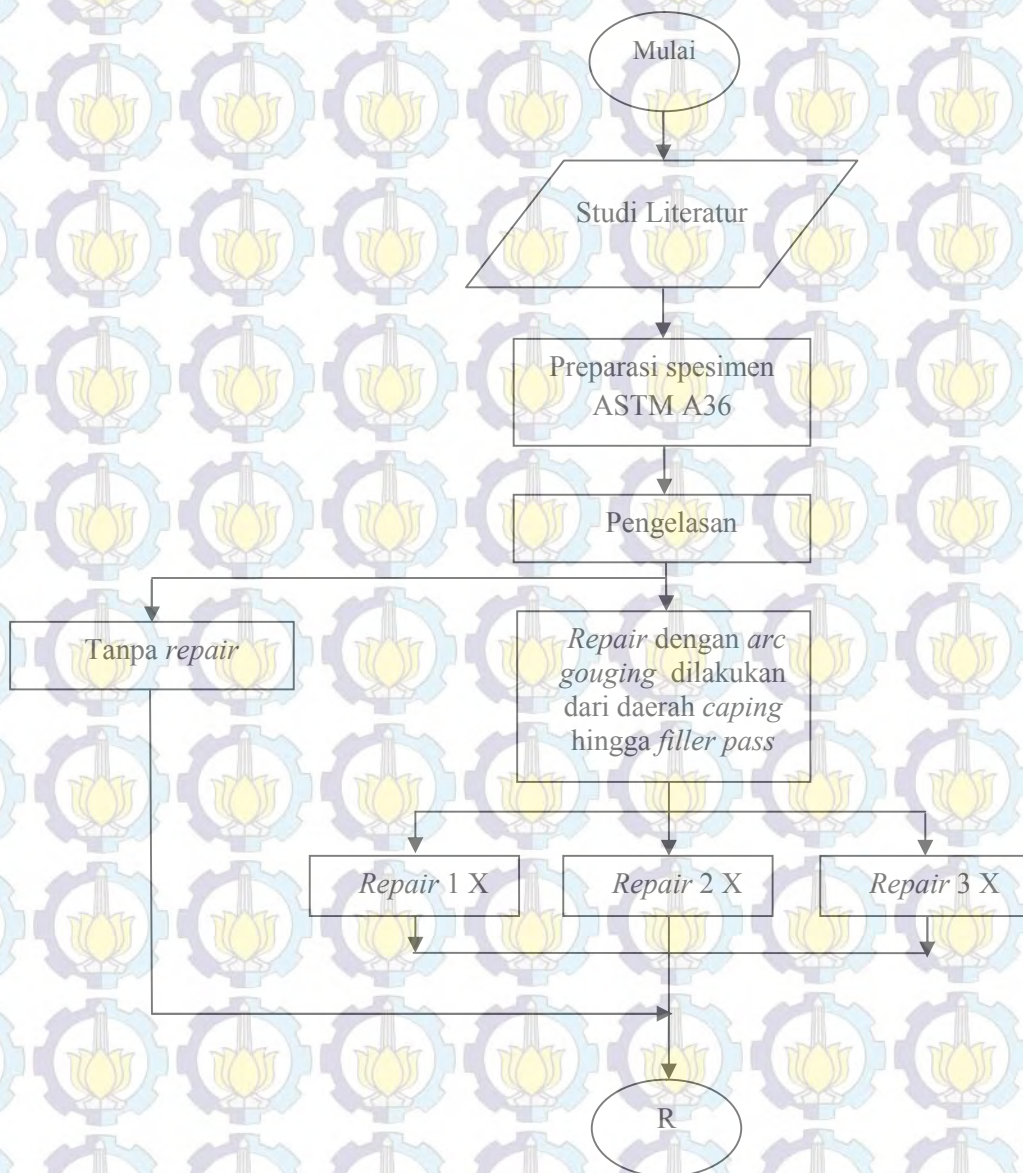 Mulai
Studi Literatur
Preparasi spesimen
ASTM A36
Pengelasan
Tanpa repair
Repair dengan arc
gouging dilakukan
dari daerah caping
hingga filler pass
Repair 1 X
Repair 2 X
Repair 3 X
R